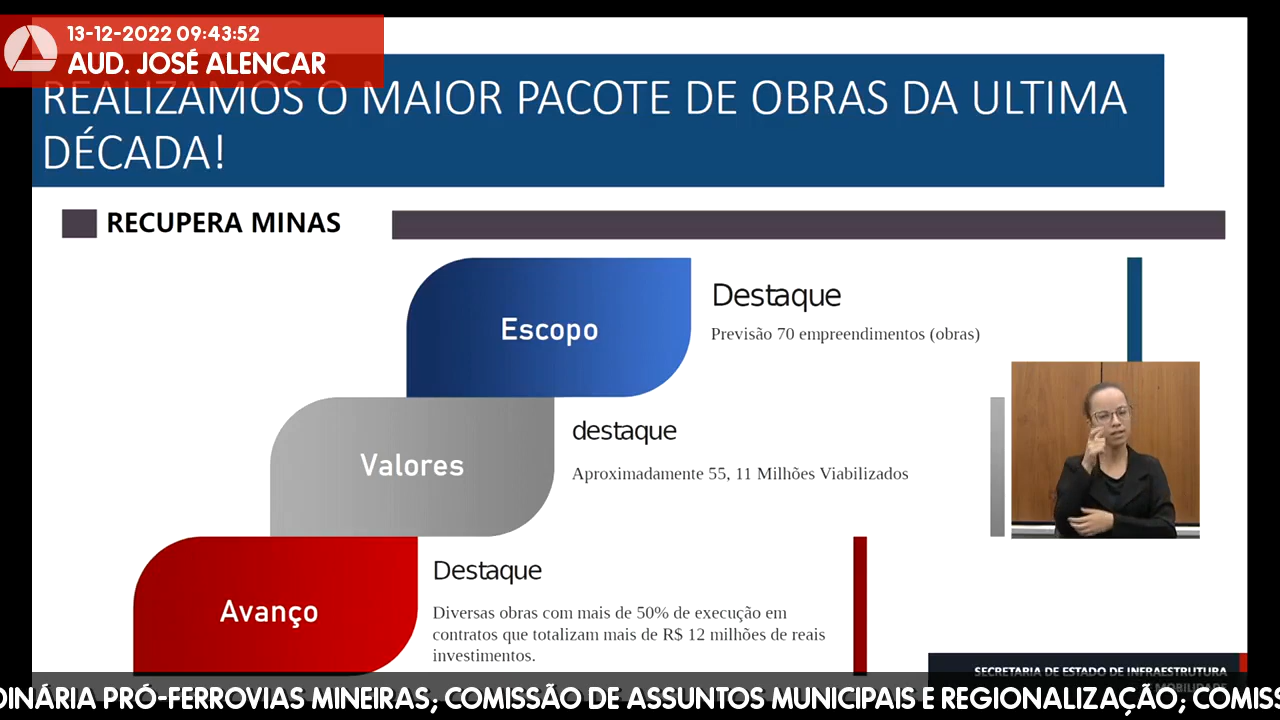 13-12-2022 09:43:52
AUD. JOSÉ ALENCAR
REALIZAMOS O MAIOR PACOTE DE OBRAS DA ULTIMA
DÉCADA!
RECUPERA MINAS
Escopo
Destaque
Previsão 70 empreendimentos (obras)
Valores
destaque
Aproximadamente 55, 11 Milhões Viabilizados
Avanço
Destaque
Diversas obras com mais de 50% de execução em
contratos que totalizam mais de R$ 12 milhões de reais
investimentos.
SECRETARIA DE ESTADO DE INFRAESTRUTURA
MOBILIDADE
DINÁRIA PRÓ-FERROVIAS MINEIRAS; COMISSÃO DE ASSUNTOS MUNICIPAIS E REGIONALIZAÇÃO; COMISS